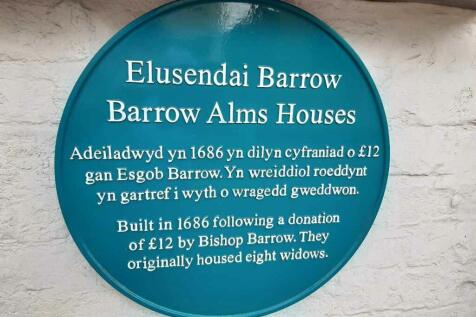 Elusendai Barrow
Barrow Alms Houses
Adeiladwyd yn 1686 yn dilyn cyfraniad o £12
gan Esgob Barrow. Yn wreiddiol roeddynt
yn gartref i wyth o wragedd gweddwon.
Built in 1686 following a donation
of £12 by Bishop Barrow. They
originally housed eight widows.